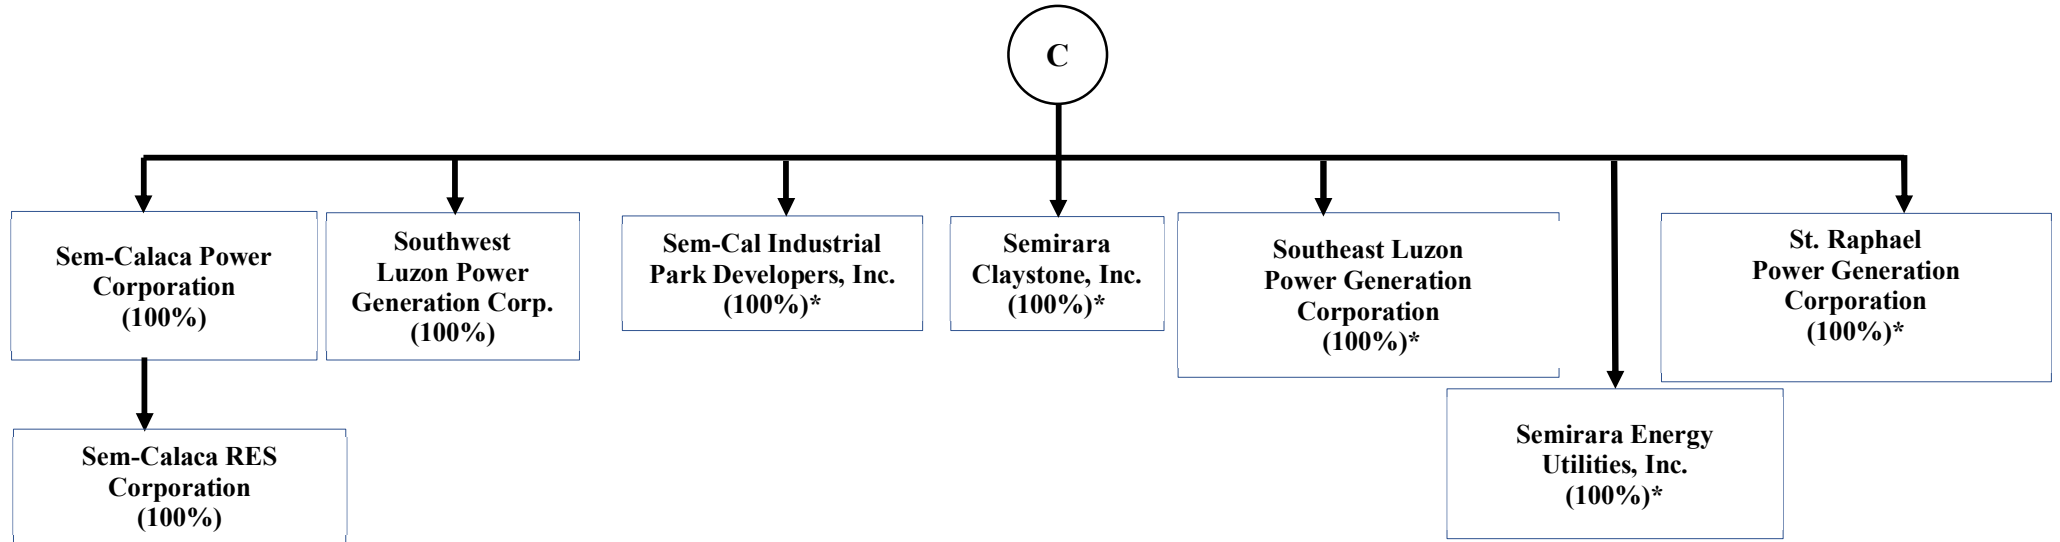 C
Sem-Calaca Power
Corporation
(100%)
Southwest
Luzon Power
Generation Corp.
(100%)
Sem-Cal Industrial
Park Developers, Inc.
(100%)*
Semirara
Claystone, Inc.
(100%)*
Southeast Luzon
Power Generation
Corporation
(100%)*
St. Raphael
Power Generation
Corporation
(100%)*
Sem-Calaca RES
Corporation
(100%)
Semirara Energy
Utilities, Inc.
(100%)*